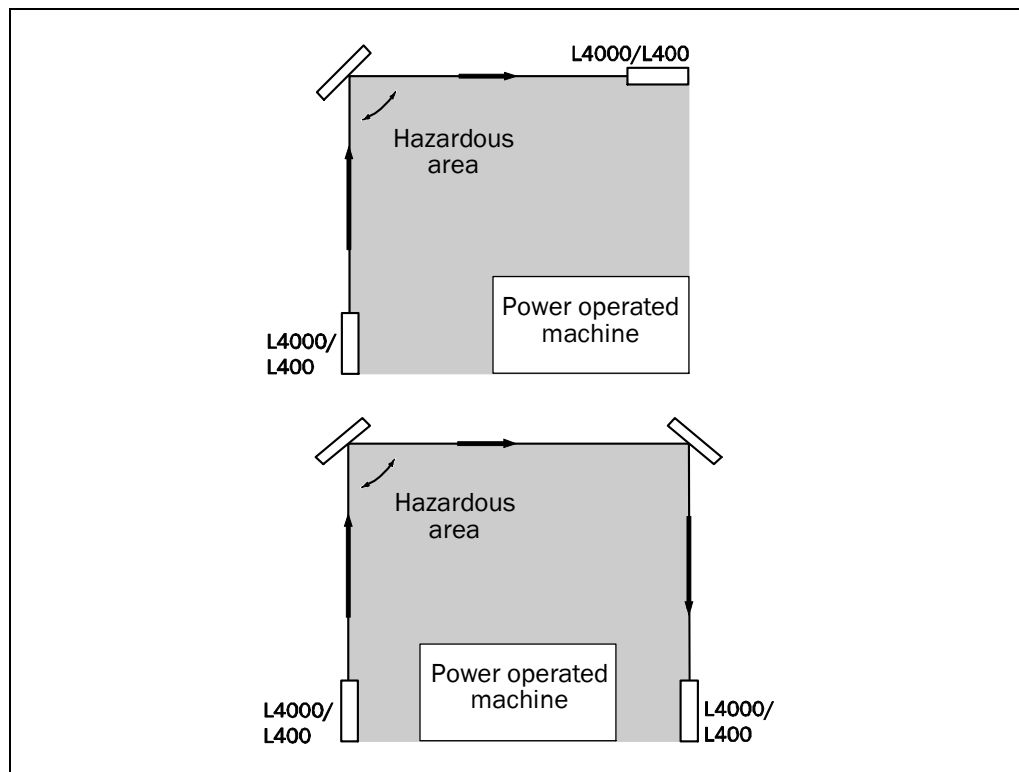 L4000/L400
Hazardous
area
Power operated
machine
L4000/
L400
Hazardous
area
Power operated
machine
L4000/
L400
L4000/
L400